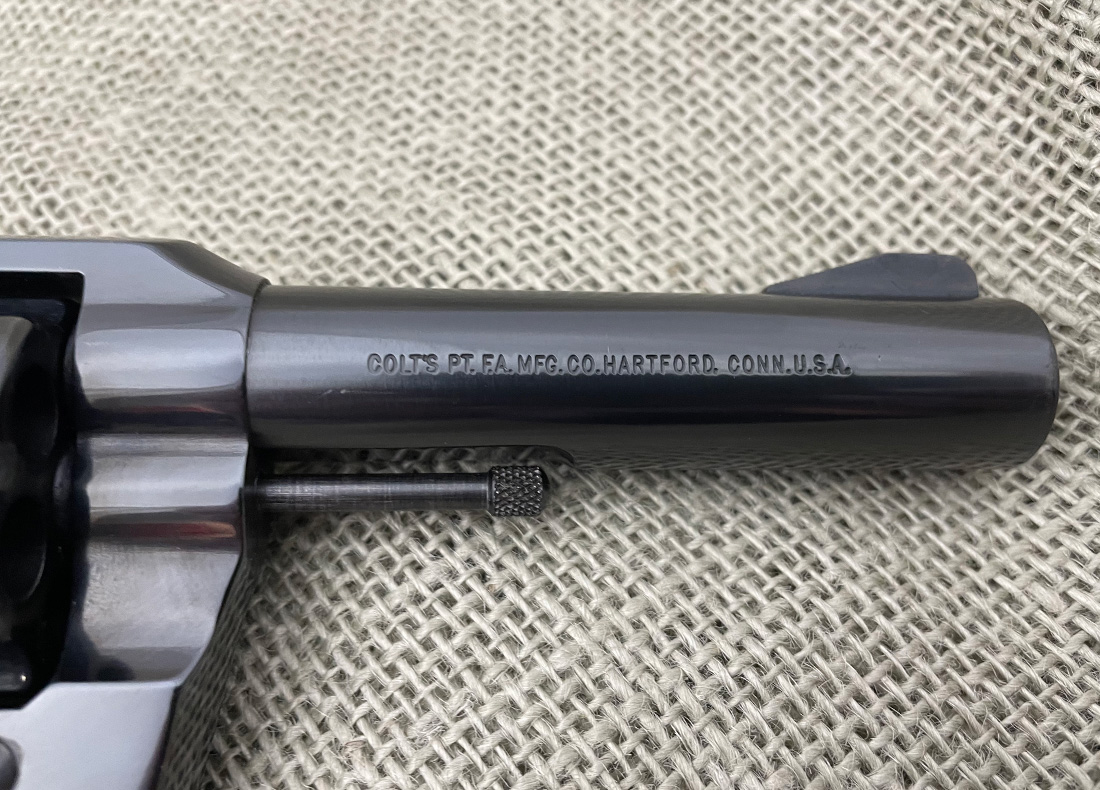 COLT'S PT. F.A. MFG. CO. HARTFORD. CONN. U.S.A.